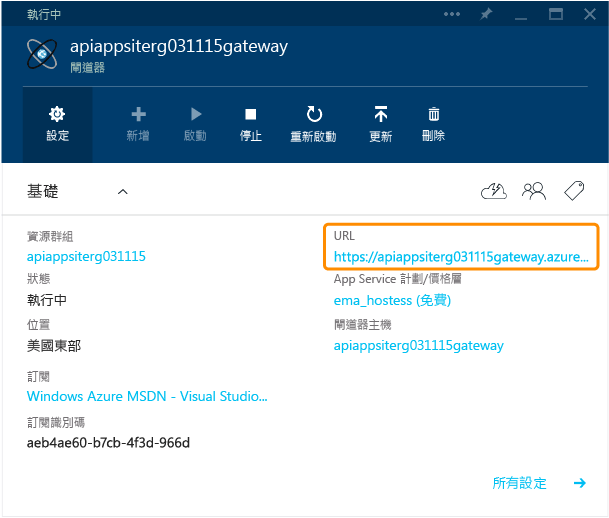 執行中
apiappsiterg031115gateway
閘道器
設定
新增
啟動
停止
重新啟動
更新
刪除
基礎
資源群組
apiappsiterg031115
狀態
執行中
位置
美國東部
訂閱
Windows Azure MSDN - Visual Studio...
訂閱識別碼
aeb4ae60-b7cb-4f3d-966d
URL
https://apiappsiterg031115gateway.azure...
App Service 計劃/價格層
ema_hostess (免費)
閘道器主機
apiappsiterg031115gateway
所有設定